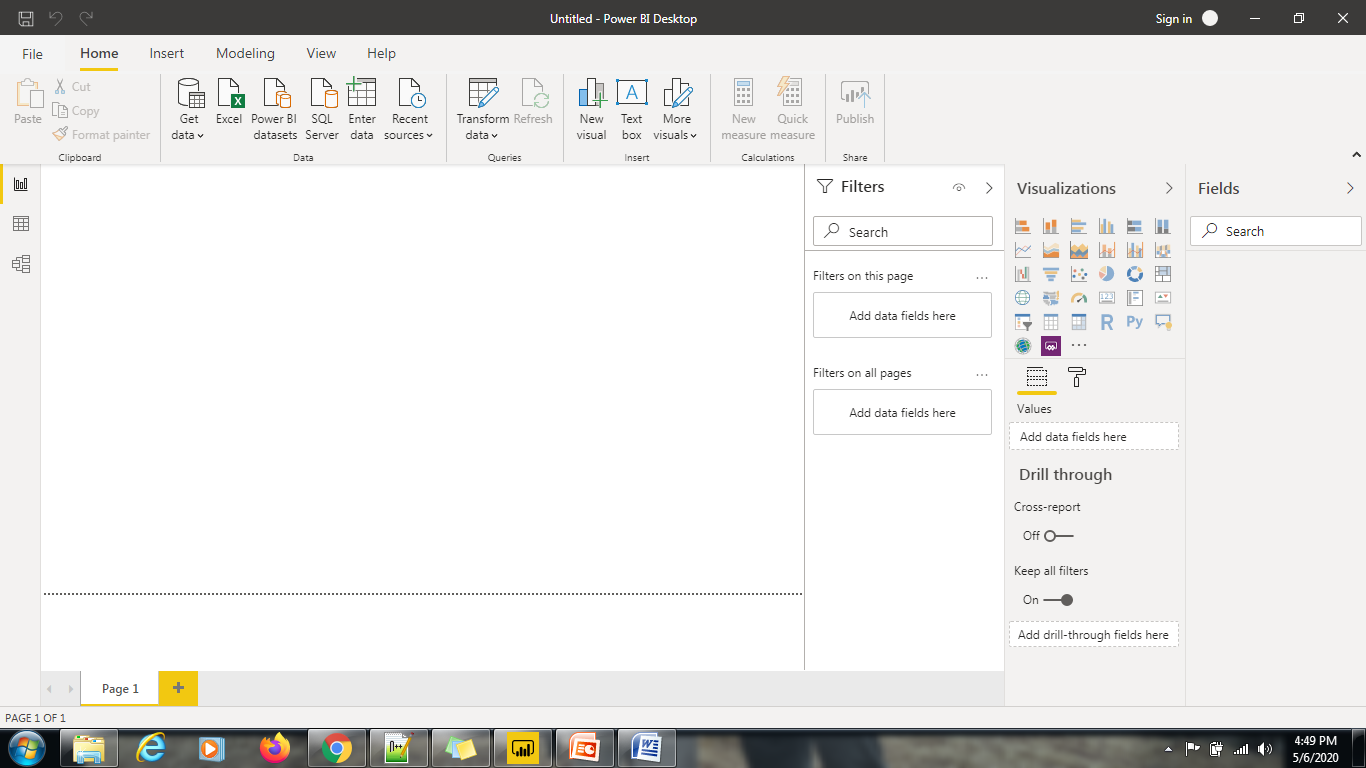 Untitled - Power BI Desktop
Sign in
File
Home
Insert
Modeling
View
Help
Paste
Cut
Copy
Format painter
Clipboard
Get data
Excel
Power BI datasets
SQL Server
Enter data
Recent sources
Data
Transform data
Refresh
Queries
New visual
Text box
More visuals
Insert
New measure
Quick measure
Calculations
Publish
Share
Filters
Search
Filters on this page
...
Add data fields here
Filters on all pages
...
Add data fields here
Visualizations
123
R
Py
...
Values
Add data fields here
Drill through
Cross-report
Off
Keep all filters
On
Add drill-through fields here
Fields
Search
Page 1
+
PAGE 1 OF 1
4:49 PM
5/6/2020